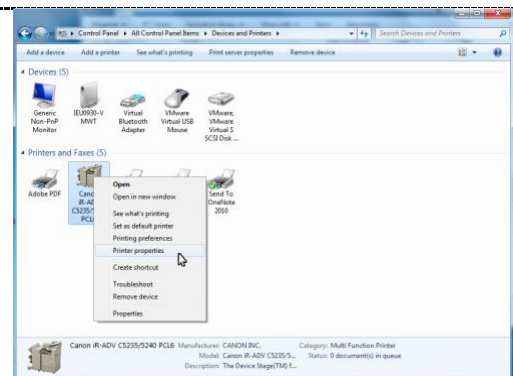 Control Panel ▸ All Control Panel Items ▸ Devices and Printers ▸
Search Devices and Printers
Add a device Add a printer See what's printing Print server properties Remove device
Devices (5)
Generic Non-PnP Monitor
IEU0930-VMWT
Virtual Bluetooth Adapter
VMware Virtual USB Mouse
VMware, VMware Virtual S SCSI Disk ...
Printers and Faxes (5)
Adobe PDF
Canon iR-AD C5235/5 PCL
Send To OneNote 2010
Open
Open in new window
See what's printing
Set as default printer
Printing preferences
Printer properties
Create shortcut
Troubleshoot
Remove device
Properties
Canon iR-ADV C5235/5240 PCL6 Manufacturer: CANON INC. Category: Multi Function Printer
Model: Canon iR-ADV C5235/5... Status: 0 document(s) in queue
Description: The Device Stage(TM) f...